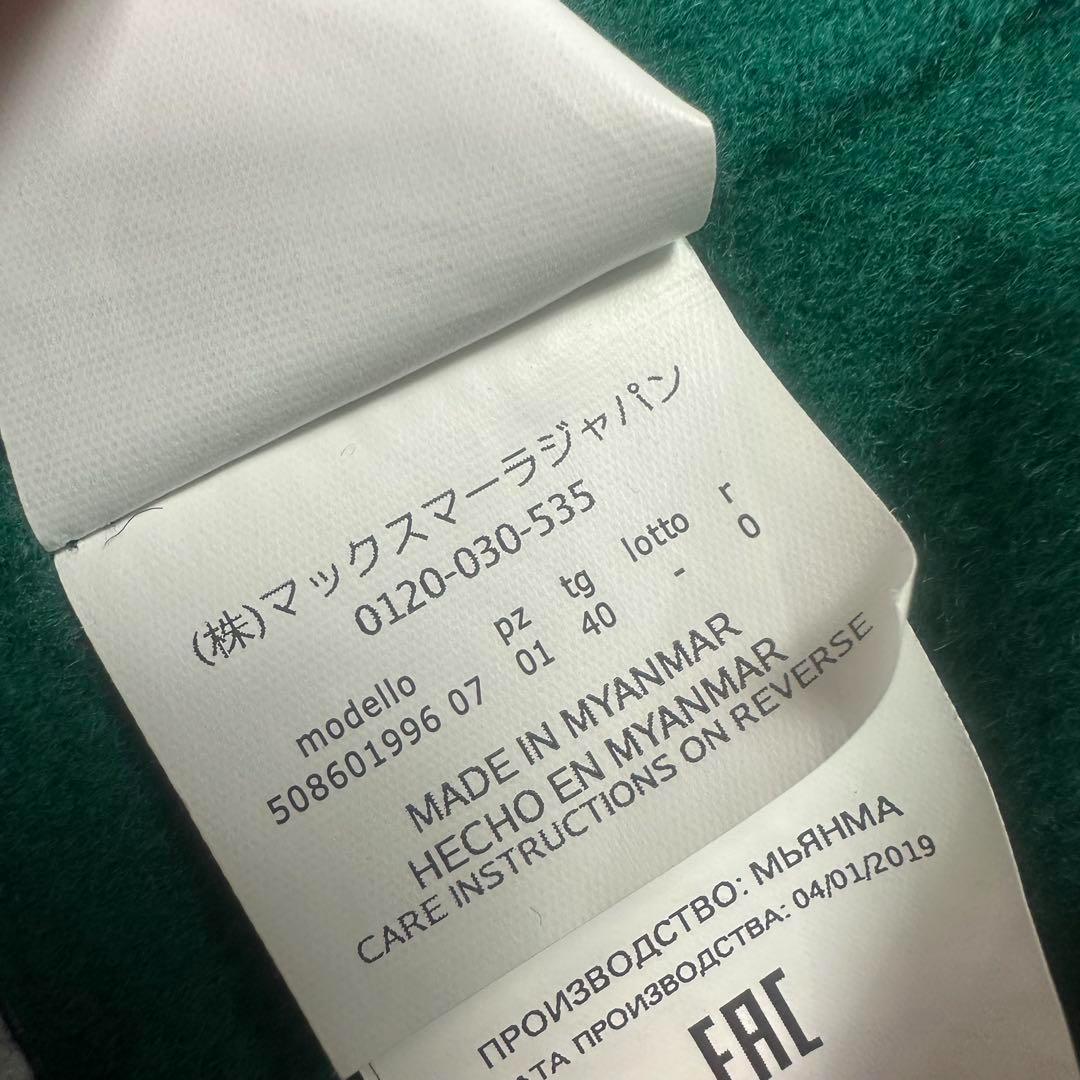 (株)マックスマーラジャパン
0120-030-535
modello pz tg lotto r
508601996 07 01 40 - 0
MADE IN MYANMAR
HECHO EN MYANMAR
CARE INSTRUCTIONS ON REVERSE
ПРОИЗВОДСТВО: МЬЯНМА
АТА ПРОИЗВОДСТВА: 04/01/2019
EAC